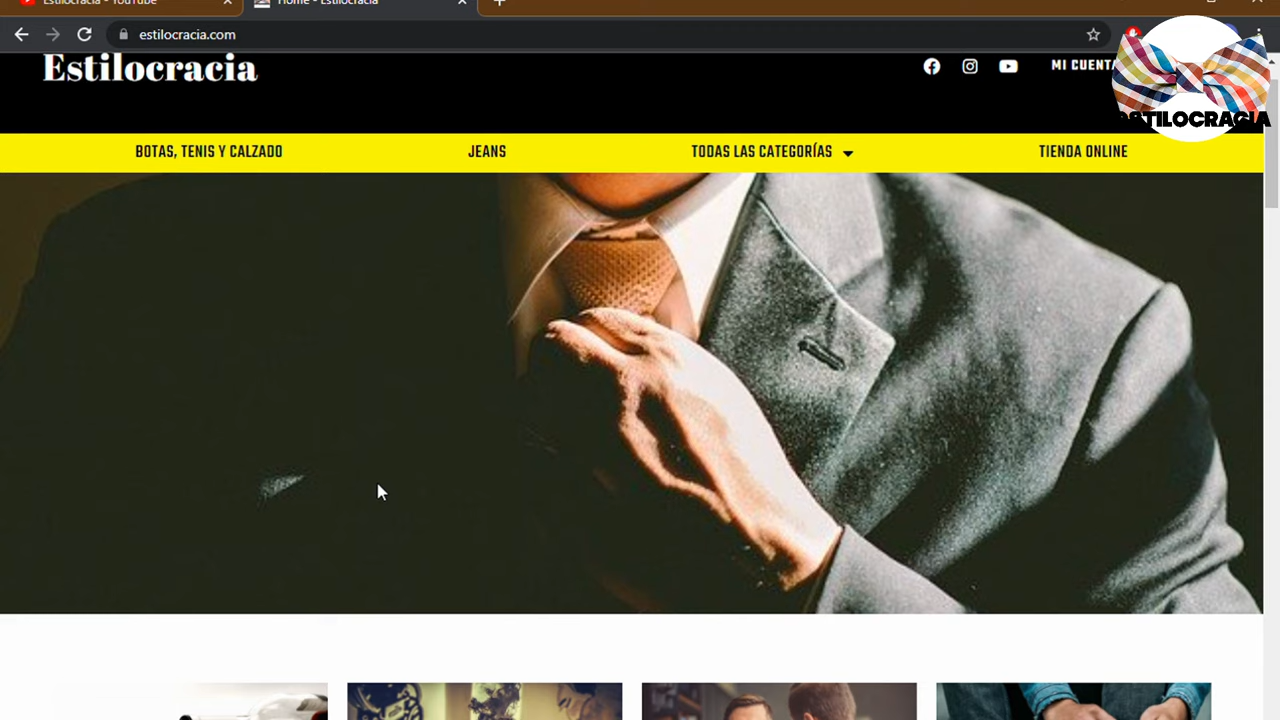 Estilocracia - YouTube
Home - Estilocracia
estilocracia.com
Estilocracia
MI CUENTA
ESTILOCRACIA
BOTAS, TENIS Y CALZADO
JEANS
TODAS LAS CATEGORÍAS
TIENDA ONLINE